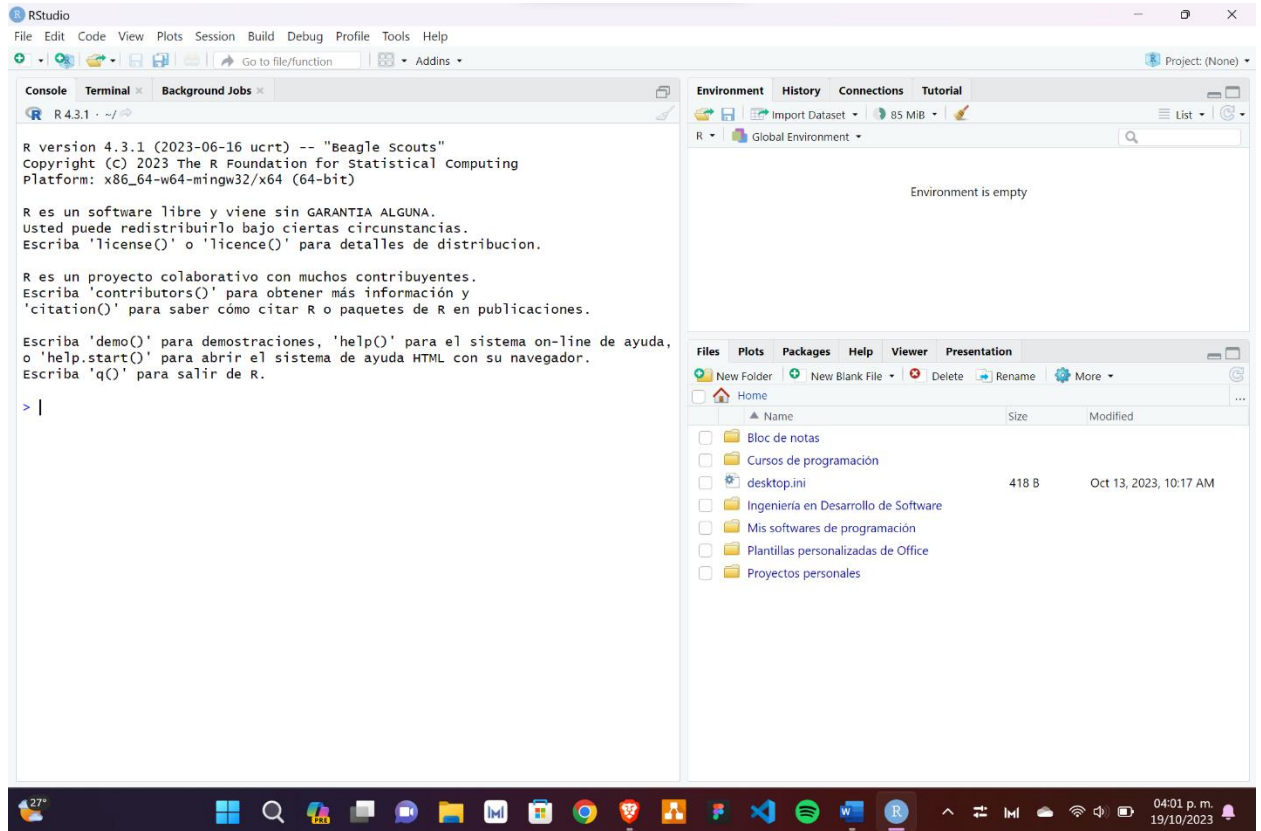 RStudio
File Edit Code View Plots Session Build Debug Profile Tools Help
Go to file/function Addins Project: (None)
Console Terminal Background Jobs
R 4.3.1 · ~/
R version 4.3.1 (2023-06-16 ucrt) -- "Beagle Scouts"
Copyright (C) 2023 The R Foundation for Statistical Computing
Platform: x86_64-w64-mingw32/x64 (64-bit)
R es un software libre y viene sin GARANTIA ALGUNA.
Usted puede redistribuirlo bajo ciertas circunstancias.
Escriba 'license()' o 'licence()' para detalles de distribucion.
R es un proyecto colaborativo con muchos contribuyentes.
Escriba 'contributors()' para obtener más información y
'citation()' para saber cómo citar R o paquetes de R en publicaciones.
Escriba 'demo()' para demostraciones, 'help()' para el sistema on-line de ayuda,
o 'help.start()' para abrir el sistema de ayuda HTML con su navegador.
Escriba 'q()' para salir de R.
>
Environment History Connections Tutorial
Import Dataset 85 MiB List
R Global Environment
Environment is empty
Files Plots Packages Help Viewer Presentation
New Folder New Blank File Delete Rename More
Home ...
Name Size Modified
Bloc de notas
Cursos de programación
desktop.ini 418 B Oct 13, 2023, 10:17 AM
Ingeniería en Desarrollo de Software
Mis softwares de programación
Plantillas personalizadas de Office
Proyectos personales
27°
PRE
04:01 p. m.
19/10/2023